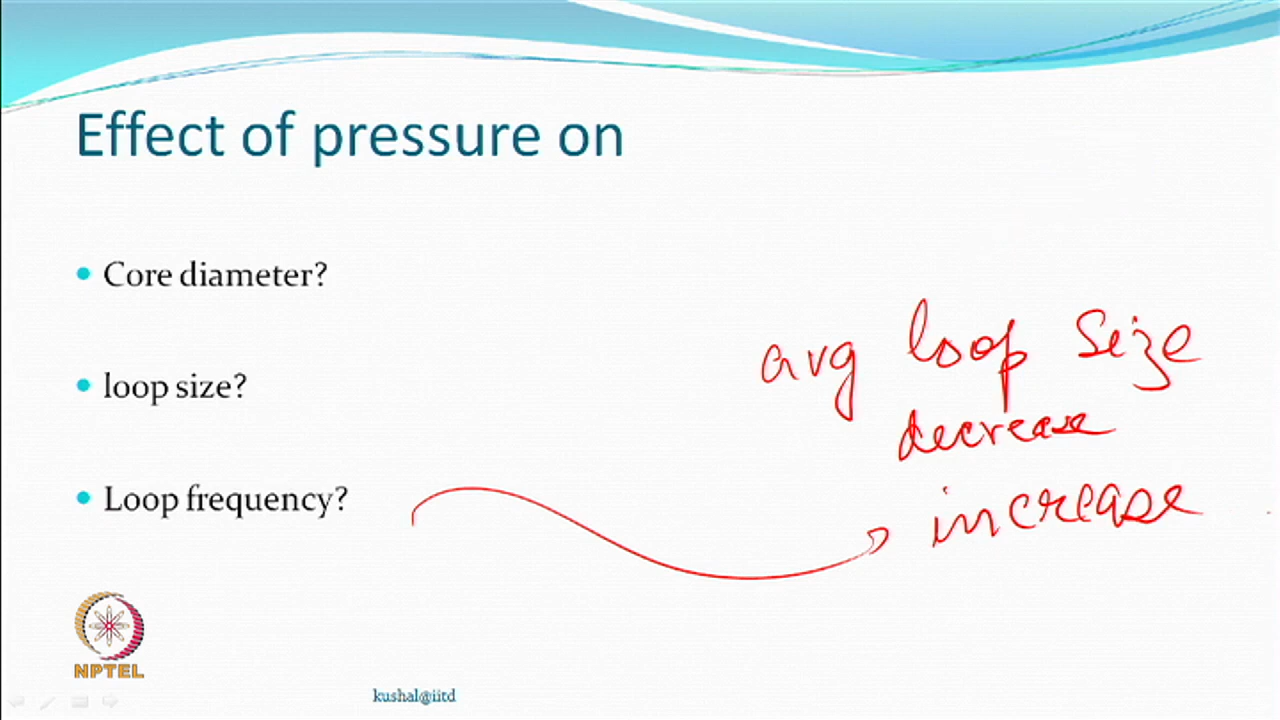 Effect of pressure on
Core diameter?
loop size?
Loop frequency?
avg loop Size
decrease
increase
NPTEL
kushal@iitd